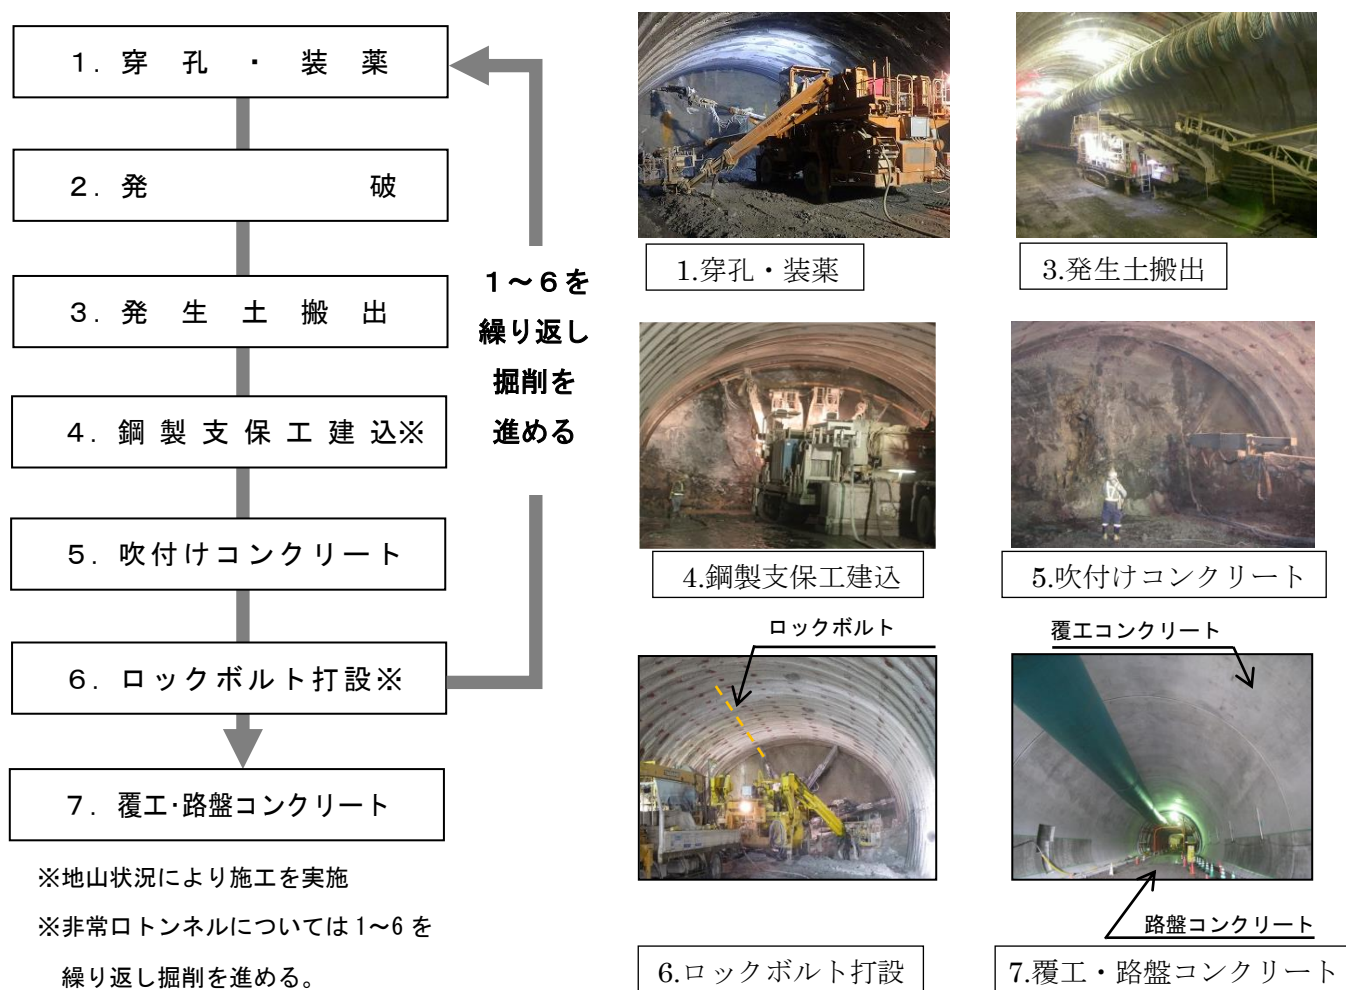 1. 穿孔・装薬
2. 発破
3. 発生土搬出
4. 鋼製支保工建込※
5. 吹付けコンクリート
6. ロックボルト打設※
7. 覆工・路盤コンクリート
1～6を
繰り返し
掘削を
進める
※地山状況により施工を実施
※非常口トンネルについては1～6を
繰り返し掘削を進める。
1.穿孔・装薬
3.発生土搬出
4.鋼製支保工建込
5.吹付けコンクリート
ロックボルト
覆工コンクリート
路盤コンクリート
6.ロックボルト打設
7.覆工・路盤コンクリート